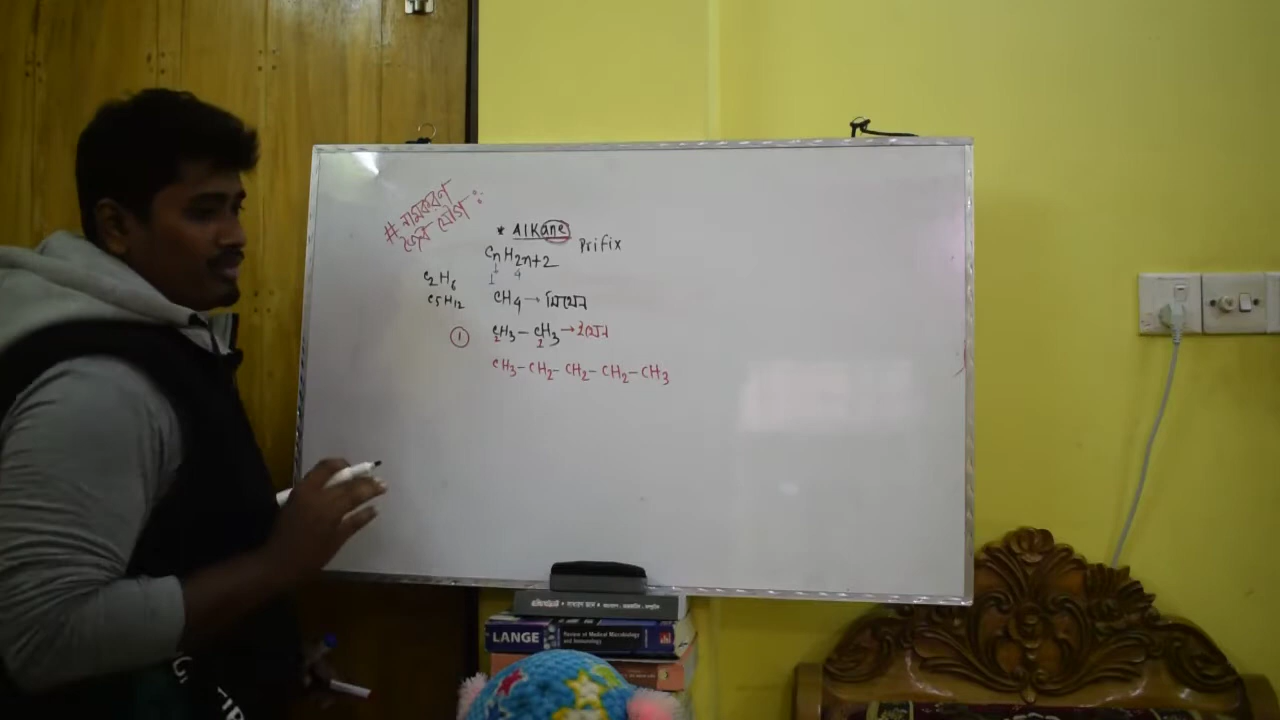 # নামকরণ
জৈব যৌগ :
* Alkane
Prifix
CnH2n+2
1 4
C2H6
C5H12
CH4 → মিথেন
1
CH3 - CH3 → ইথেন
CH3 - CH2 - CH2 - CH2 - CH3
LANGE
Review of Medical Microbiology
and Immunology